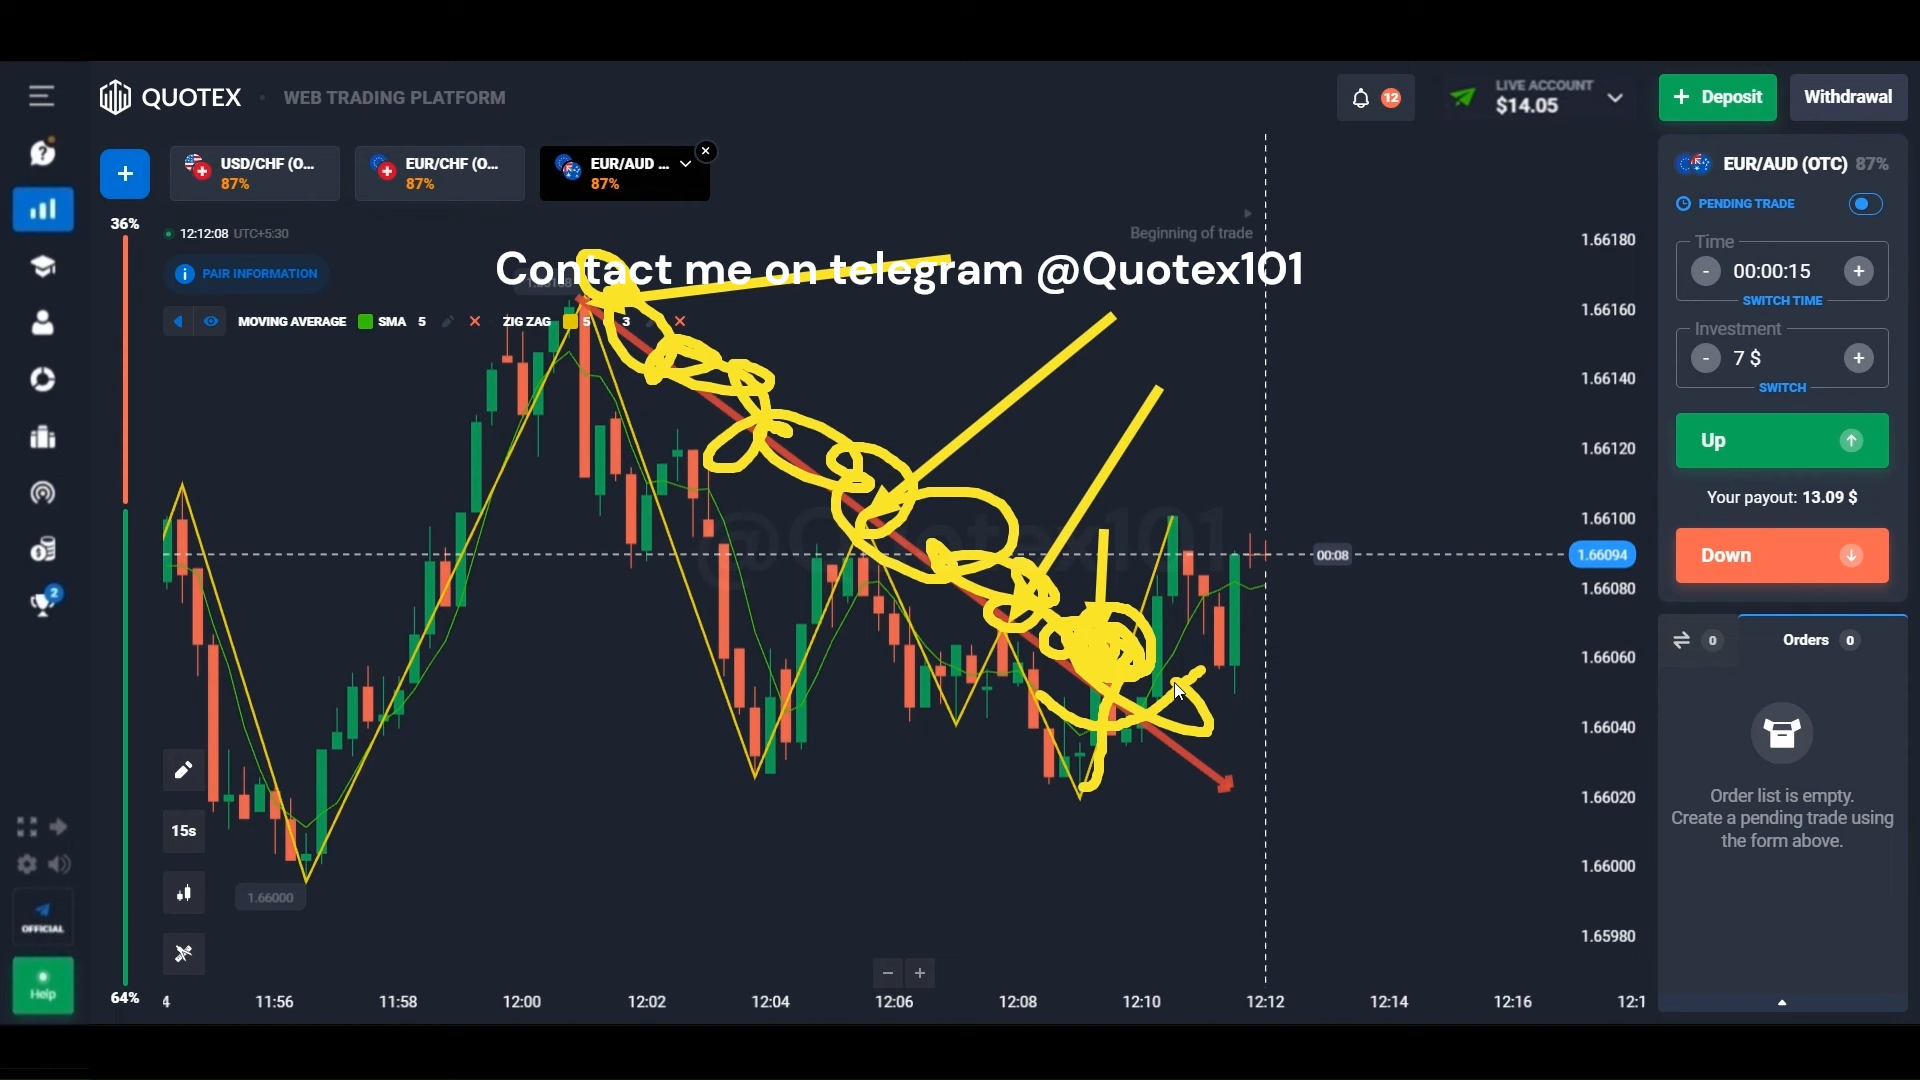 QUOTEX
WEB TRADING PLATFORM
12
LIVE ACCOUNT
$14.05
+ Deposit
Withdrawal
USD/CHF (O...
87%
EUR/CHF (O...
87%
EUR/AUD ...
87%
EUR/AUD (OTC) 87%
PENDING TRADE
36%
12:12:08 UTC+5:30
Beginning of trade
Contact me on telegram @Quotex101
PAIR INFORMATION
MOVING AVERAGE SMA 5 ZIG ZAG 5 3
Time
- 00:00:15 +
SWITCH TIME
Investment
- 7 $ +
SWITCH
Up
Your payout: 13.09 $
Down
0
Orders 0
Order list is empty.
Create a pending trade using
the form above.
1.66180
1.66160
1.66140
1.66120
1.66100
1.66094
1.66080
1.66060
1.66040
1.66020
1.66000
1.65980
00:08
@Quotex101
2
15s
1.66000
OFFICIAL
Help
64%
4 11:56 11:58 12:00 12:02 12:04 12:06 12:08 12:10 12:12 12:14 12:16 12:1